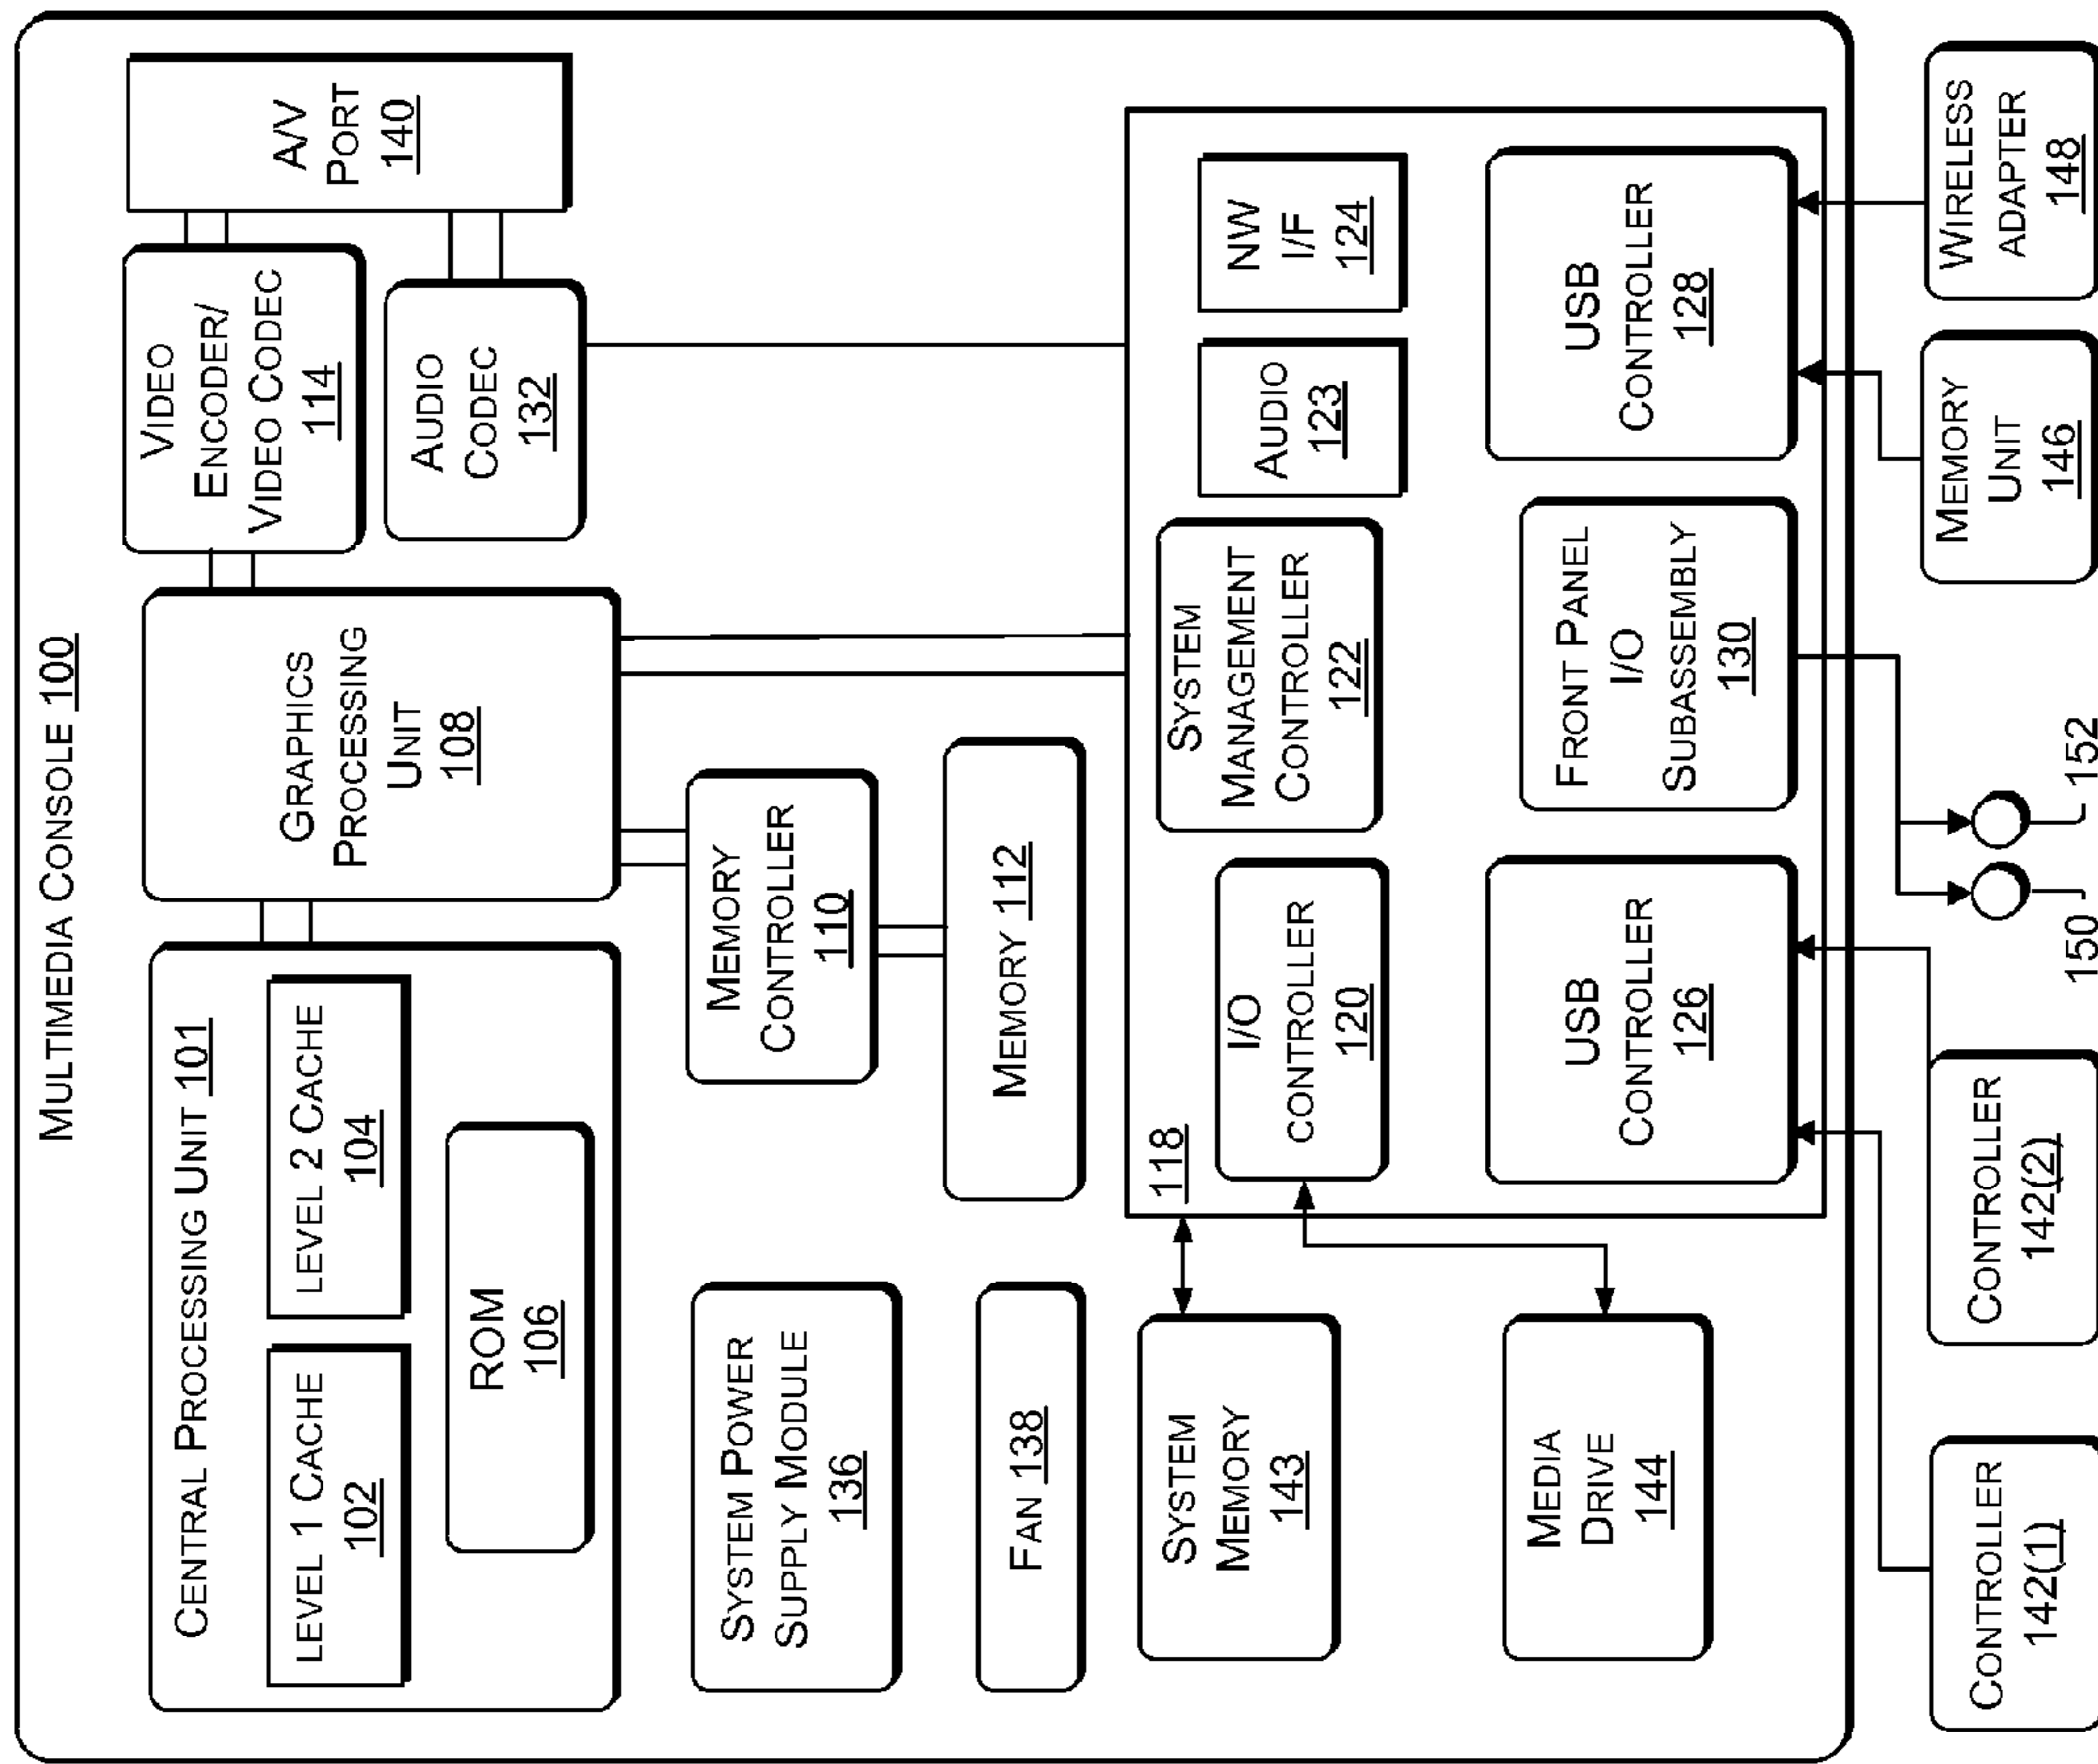 MULTIMEDIA CONSOLE 100
CENTRAL PROCESSING UNIT 101
LEVEL 1 CACHE
102
LEVEL 2 CACHE
104
ROM
106
GRAPHICS
PROCESSING
UNIT
108
VIDEO
ENCODER/
VIDEO CODEC
114
AUDIO
CODEC
132
A/V
PORT
140
SYSTEM POWER
SUPPLY MODULE
136
MEMORY
CONTROLLER
110
FAN 138
MEMORY 112
118
SYSTEM
MEMORY
143
I/O
CONTROLLER
120
SYSTEM
MANAGEMENT
CONTROLLER
122
AUDIO
123
NW
I/F
124
MEDIA
DRIVE
144
USB
CONTROLLER
126
FRONT PANEL
I/O
SUBASSEMBLY
130
USB
CONTROLLER
128
CONTROLLER
142(1)
CONTROLLER
142(2)
150
152
MEMORY
UNIT
146
WIRELESS
ADAPTER
148